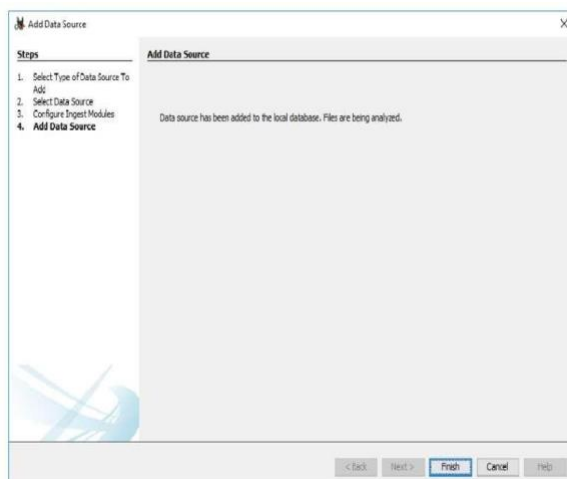 Add Data Source
Steps
1. Select Type of Data Source To
Add
2. Select Data Source
3. Configure Ingest Modules
4. Add Data Source
Add Data Source
Data source has been added to the local database. Files are being analyzed.
< Back Next > Finish Cancel Help